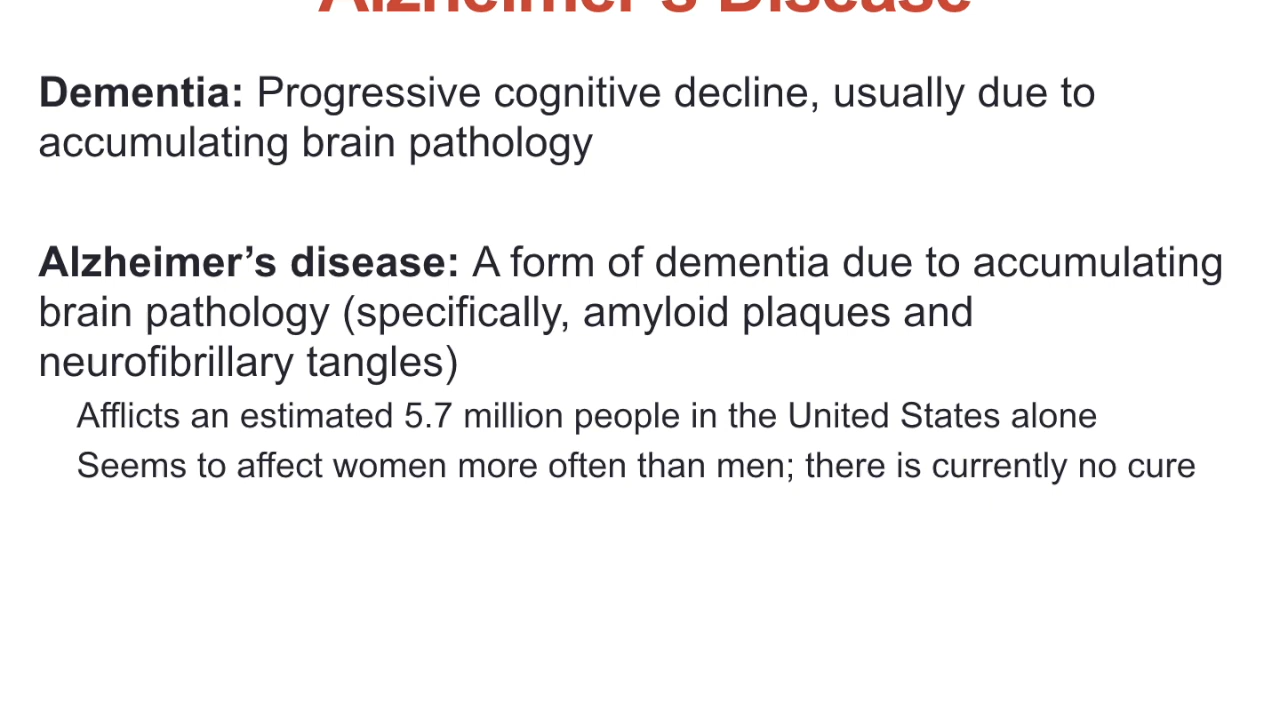 Alzheimer's Disease
Dementia: Progressive cognitive decline, usually due to
accumulating brain pathology
Alzheimer’s disease: A form of dementia due to accumulating
brain pathology (specifically, amyloid plaques and
neurofibrillary tangles)
Afflicts an estimated 5.7 million people in the United States alone
Seems to affect women more often than men; there is currently no cure